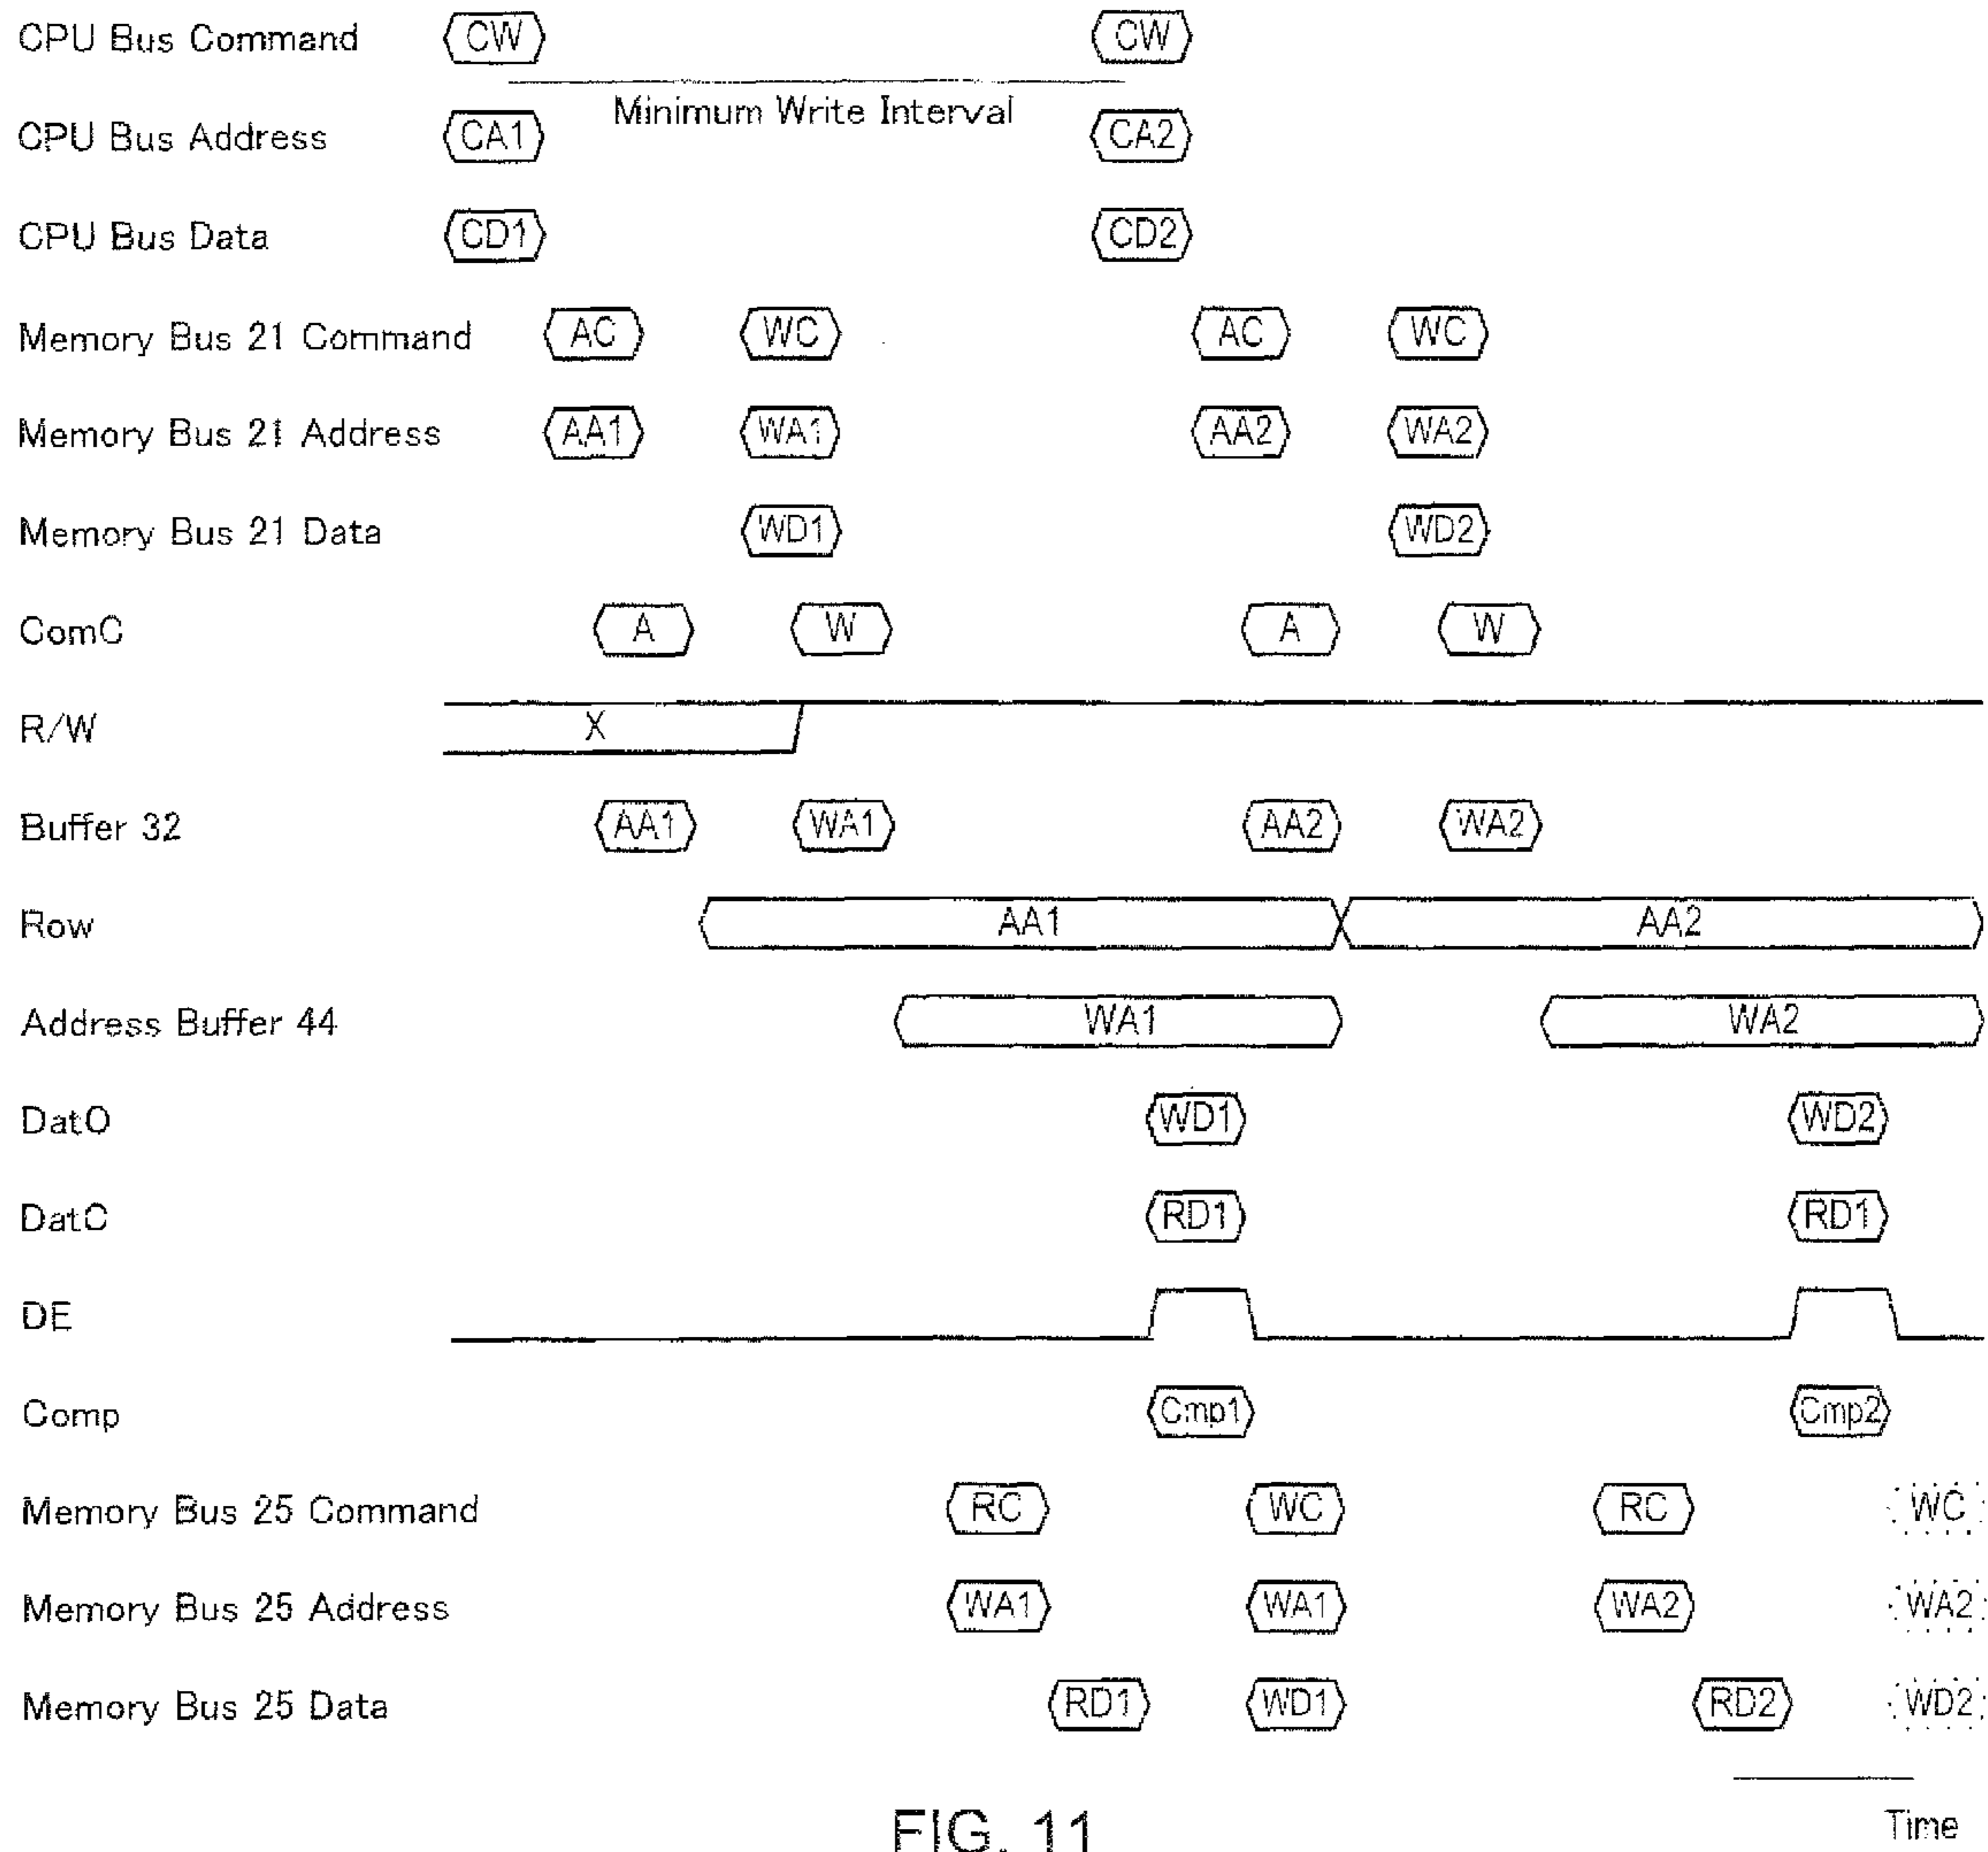 CPU Bus Command CW CW
Minimum Write Interval
CPU Bus Address CA1 CA2
CPU Bus Data CD1 CD2
Memory Bus 21 Command AC WC AC WC
Memory Bus 21 Address AA1 WA1 AA2 WA2
Memory Bus 21 Data WD1 WD2
ComC A W A W
R/W X
Buffer 32 AA1 WA1 AA2 WA2
Row AA1 AA2
Address Buffer 44 WA1 WA2
DatO WD1 WD2
DatC RD1 RD1
DE
Comp Cmp1 Cmp2
Memory Bus 25 Command RC WC RC WC
Memory Bus 25 Address WA1 WA1 WA2 WA2
Memory Bus 25 Data RD1 WD1 RD2 WD2
Time
FIG. 11